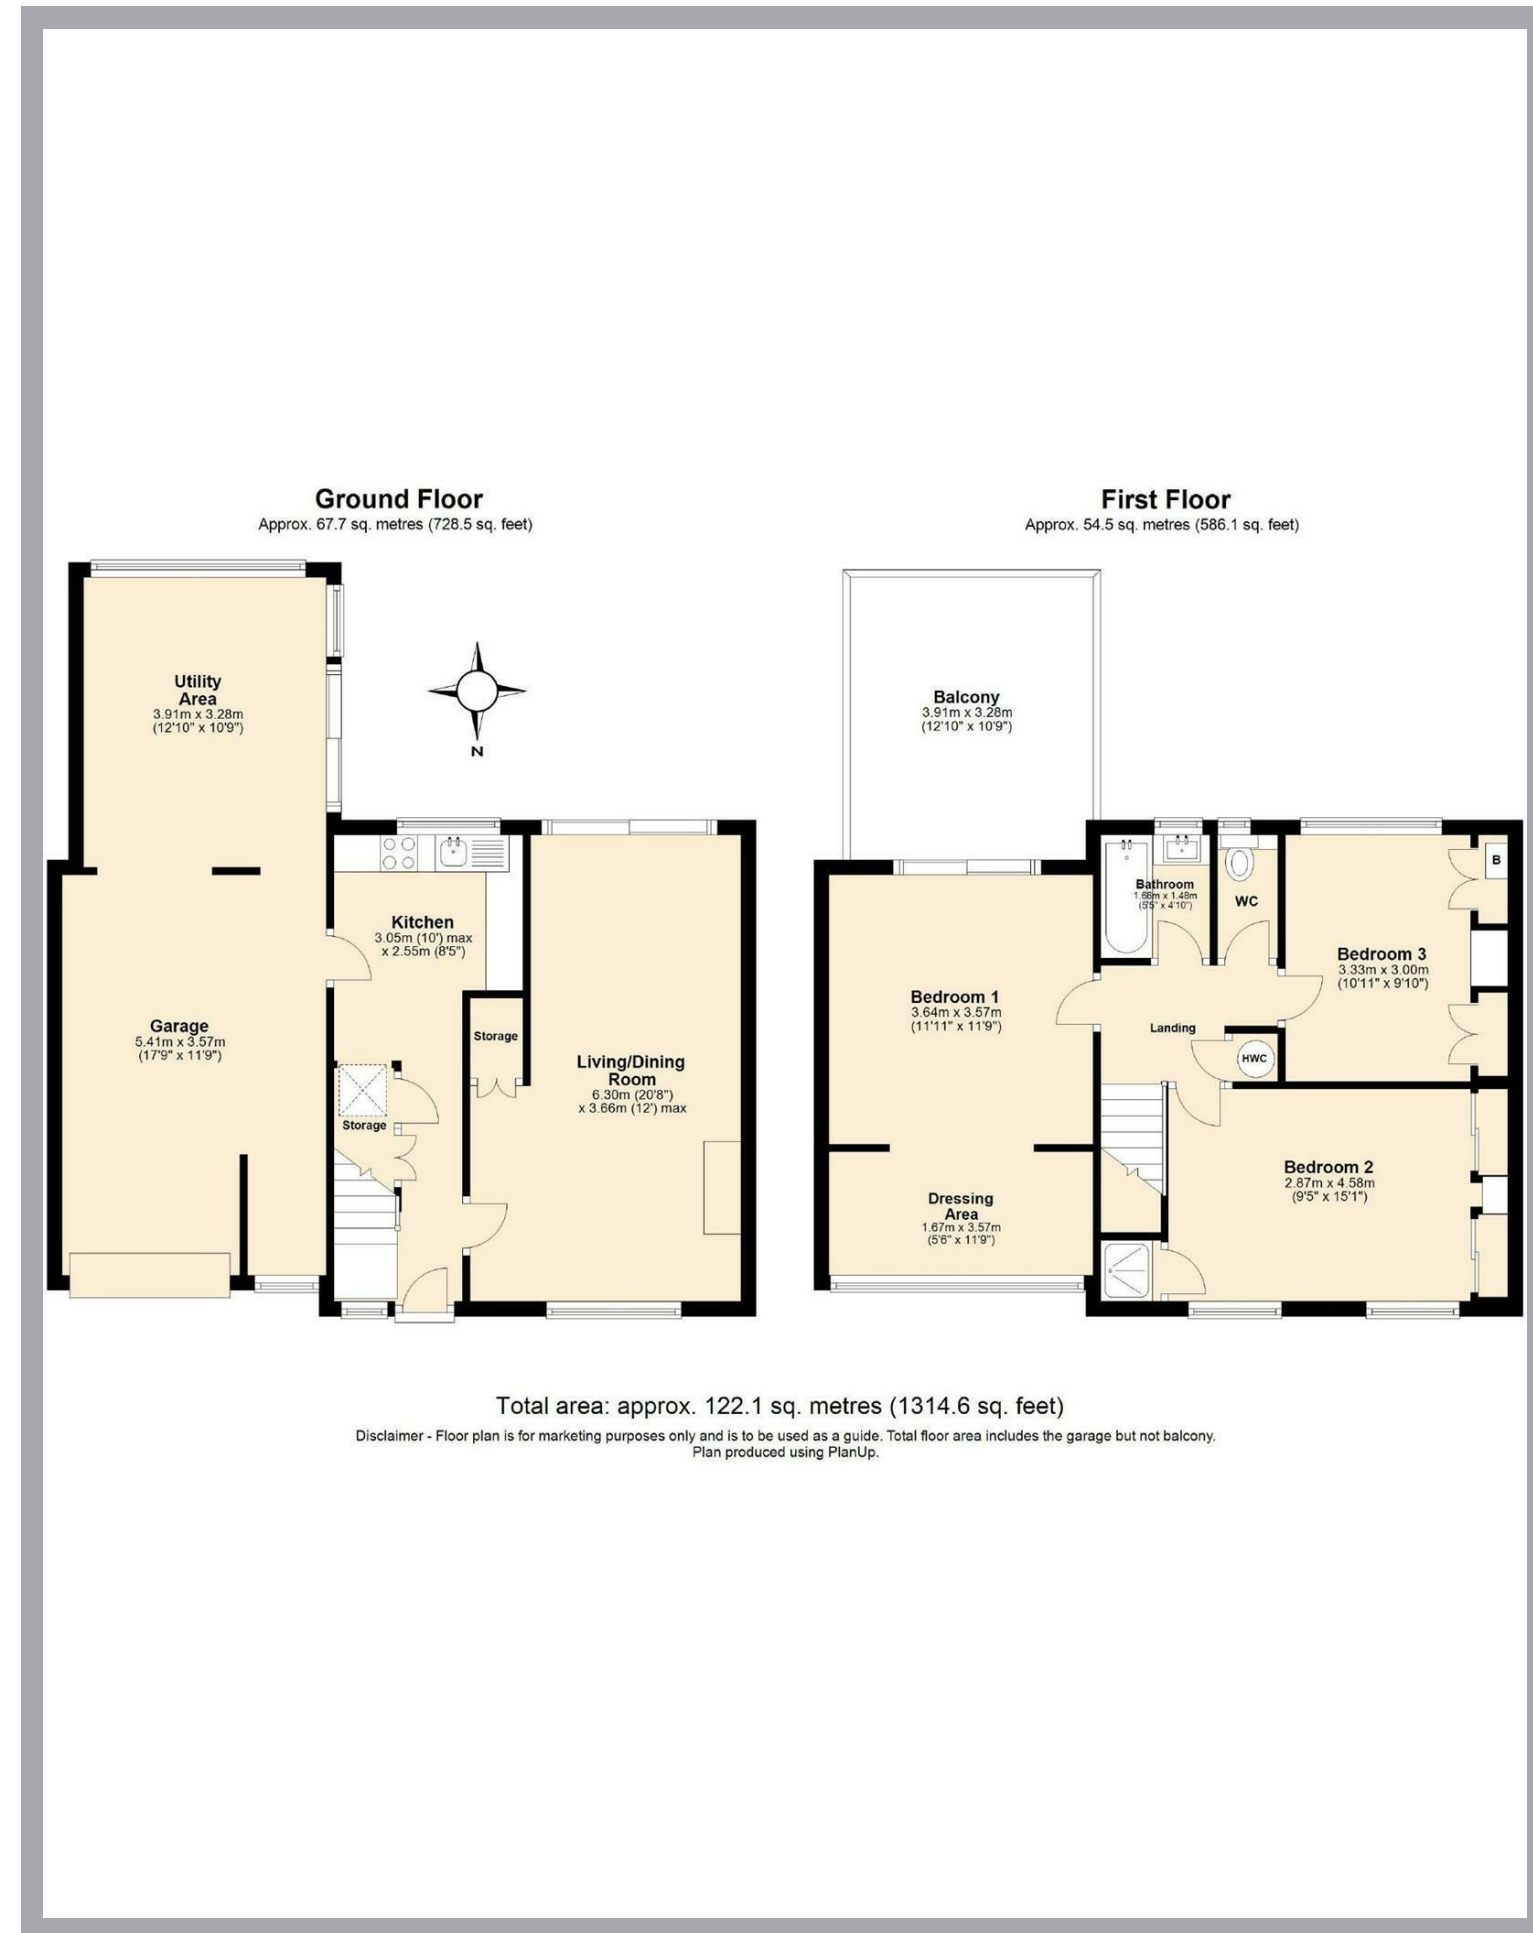 Ground Floor
Approx. 67.7 sq. metres (728.5 sq. feet)
Utility
Area
3.91m x 3.28m
(12'10" x 10'9")
N
Kitchen
3.05m (10') max
x 2.55m (8'5")
Garage
5.41m x 3.57m
(17'9" x 11'9")
Storage
Living/Dining
Room
6.30m (20'8")
x 3.66m (12') max
Storage
First Floor
Approx. 54.5 sq. metres (586.1 sq. feet)
Balcony
3.91m x 3.28m
(12'10" x 10'9")
Bathroom
1.66m x 1.48m
(5'5" x 4'10")
WC
B
Bedroom 3
3.33m x 3.00m
(10'11" x 9'10")
Bedroom 1
3.64m x 3.57m
(11'11" x 11'9")
Landing
HWC
Bedroom 2
2.87m x 4.58m
(9'5" x 15'1")
Dressing
Area
1.67m x 3.57m
(5'6" x 11'9")
Total area: approx. 122.1 sq. metres (1314.6 sq. feet)
Disclaimer - Floor plan is for marketing purposes only and is to be used as a guide. Total floor area includes the garage but not balcony.
Plan produced using PlanUp.